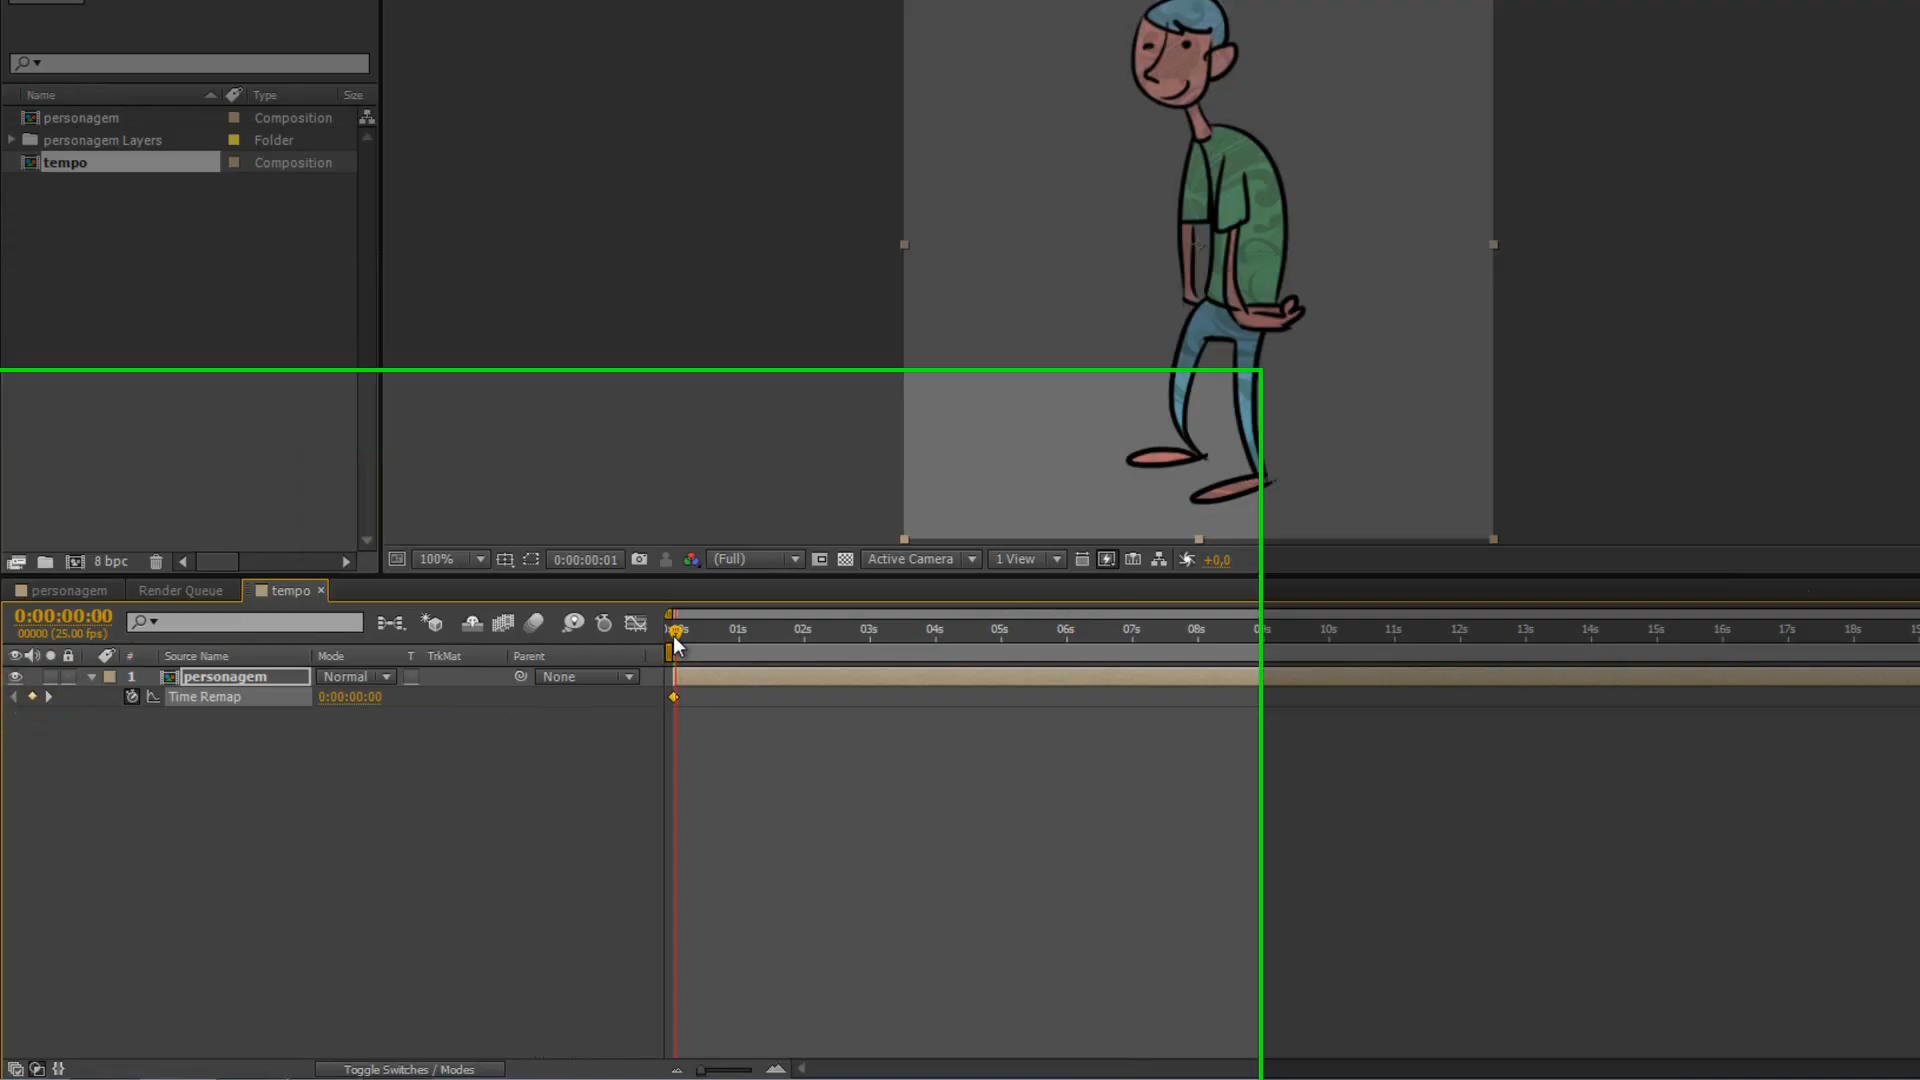 Name Type Size
personagem Composition
personagem Layers Folder
tempo Composition
8 bpc
100% 0:00:00:01 (Full) Active Camera 1 View +0,0
personagem Render Queue tempo ×
0:00:00:00
00000 (25.00 fps)
01s 02s 03s 04s 05s 06s 07s 08s 09s 10s 11s 12s 13s 14s 15s 16s 17s 18s
# Source Name Mode T TrkMat Parent
1 personagem Normal None
Time Remap 0:00:00:00
Toggle Switches / Modes